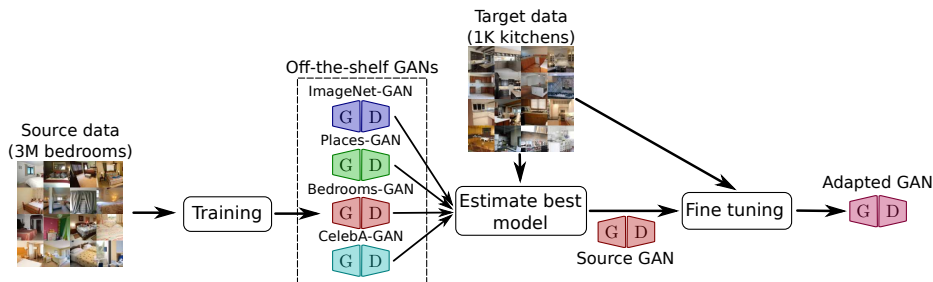 Source data
(3M bedrooms)
Training
Off-the-shelf GANs
ImageNet-GAN
G D
Places-GAN
G D
Bedrooms-GAN
G D
CelebA-GAN
G D
Target data
(1K kitchens)
Estimate best
model
G D
Source GAN
Fine tuning
Adapted GAN
G D